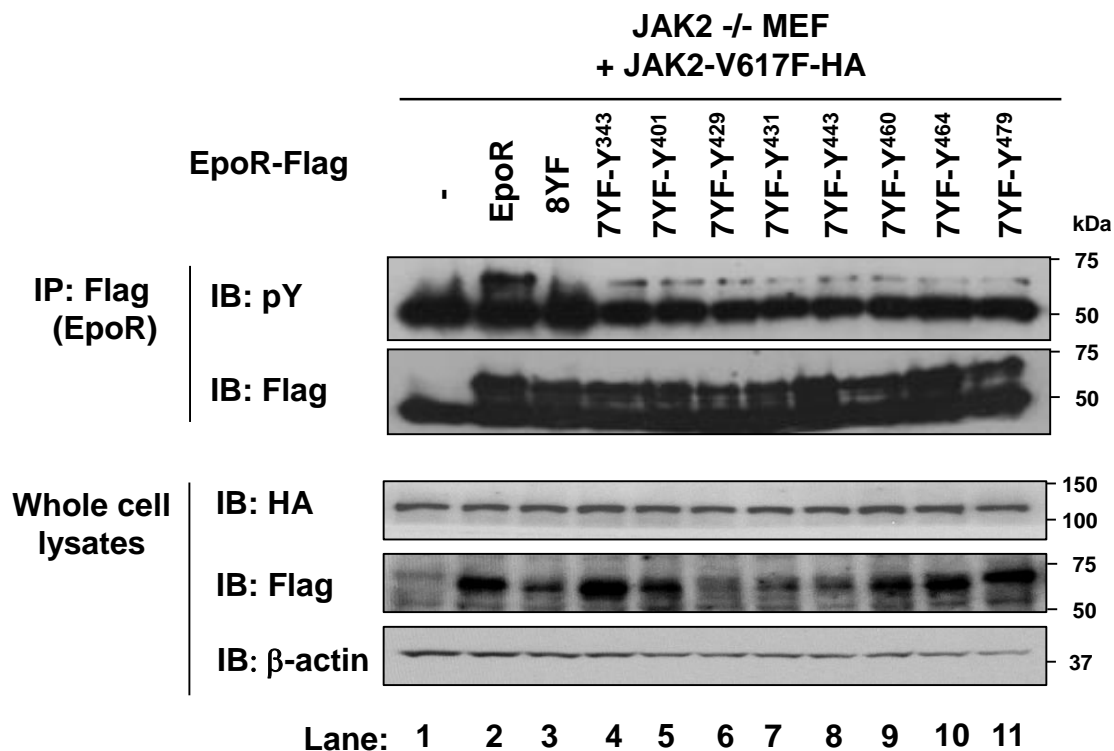 JAK2 -/- MEF
+ JAK2-V617F-HA
EpoR-Flag
-
EpoR
8YF
7YF-Y343
7YF-Y401
7YF-Y429
7YF-Y431
7YF-Y443
7YF-Y460
7YF-Y464
7YF-Y479
kDa
IP: Flag
(EpoR)
IB: pY
75
50
IB: Flag
75
50
Whole cell
lysates
IB: HA
150
100
IB: Flag
75
50
IB: β-actin
37
Lane: 1 2 3 4 5 6 7 8 9 10 11